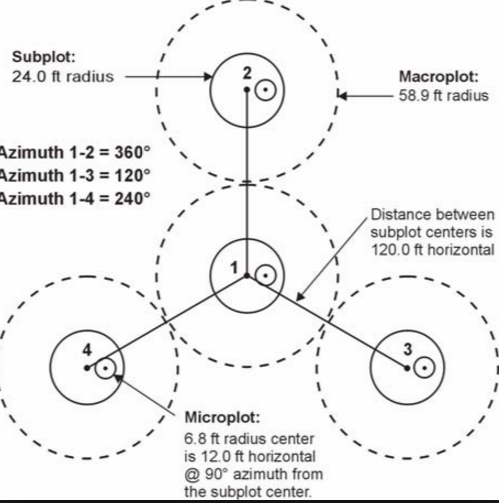 Subplot:
24.0 ft radius
2
Macroplot:
58.9 ft radius
Azimuth 1-2 = 360°
Azimuth 1-3 = 120°
Azimuth 1-4 = 240°
Distance between
subplot centers is
120.0 ft horizontal
1
4
3
Microplot:
6.8 ft radius center
is 12.0 ft horizontal
@ 90° azimuth from
the subplot center.